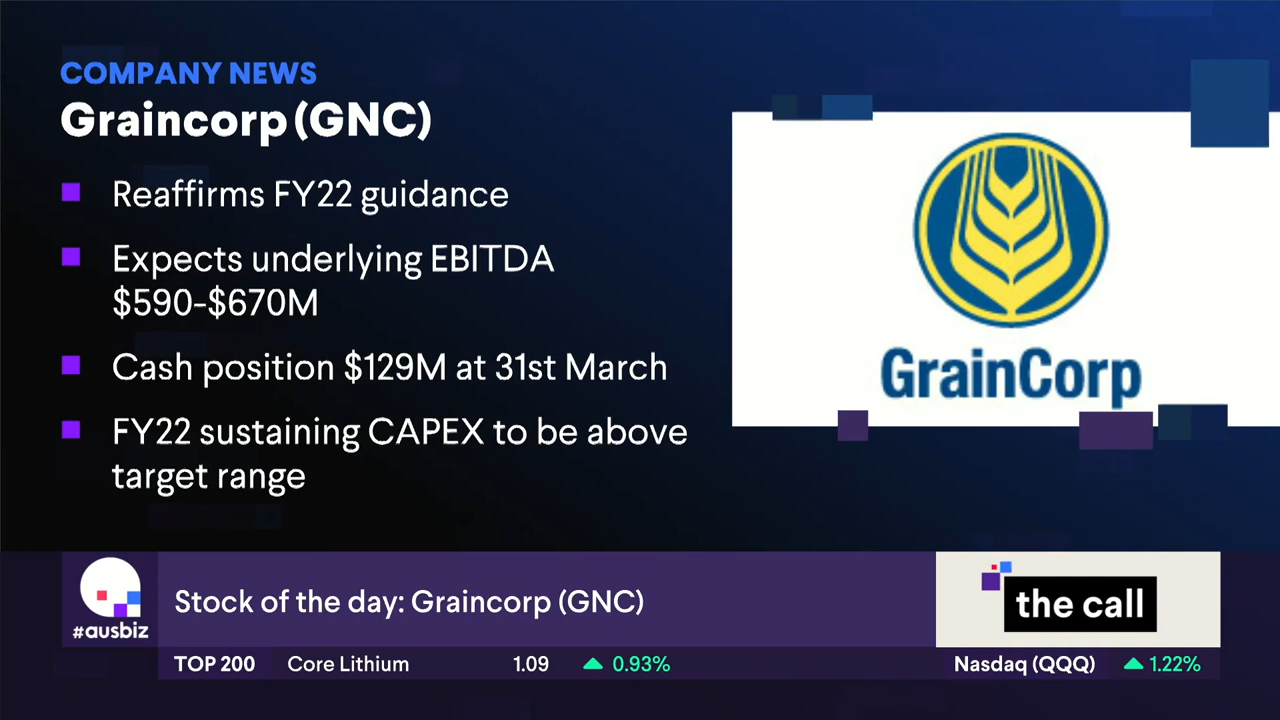 COMPANY NEWS
Graincorp (GNC)
Reaffirms FY22 guidance
Expects underlying EBITDA
$590-$670M
Cash position $129M at 31st March
FY22 sustaining CAPEX to be above
target range
GrainCorp
#ausbiz
Stock of the day: Graincorp (GNC)
the call
TOP 200 Core Lithium 1.09 ▲ 0.93% Nasdaq (QQQ) ▲ 1.22%